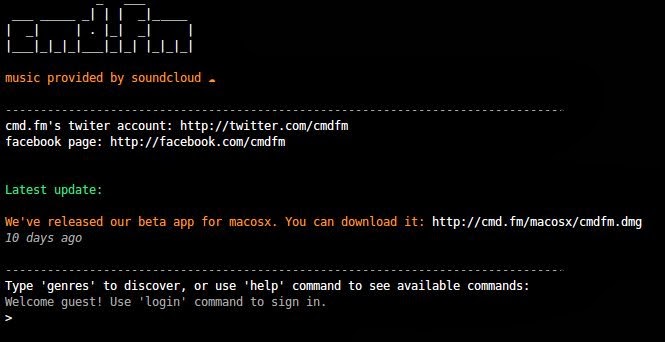 cmd.fm
music provided by soundcloud ☁
--------------------------------------------------------------------------------
cmd.fm's twiter account: http://twitter.com/cmdfm
facebook page: http://facebook.com/cmdfm
Latest update:
We've released our beta app for macosx. You can download it: http://cmd.fm/macosx/cmdfm.dmg
10 days ago
--------------------------------------------------------------------------------
Type 'genres' to discover, or use 'help' command to see available commands:
Welcome guest! Use 'login' command to sign in.
>